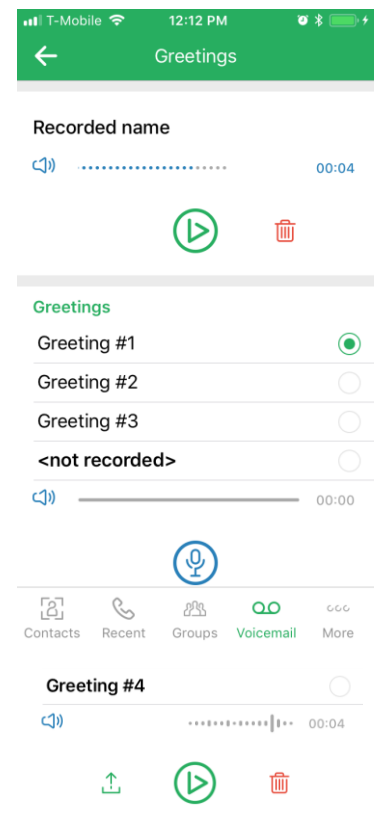 T-Mobile 12:12 PM
Greetings
Recorded name
00:04
Greetings
Greeting #1
Greeting #2
Greeting #3
<not recorded>
00:00
Contacts Recent Groups Voicemail More
Greeting #4
00:04